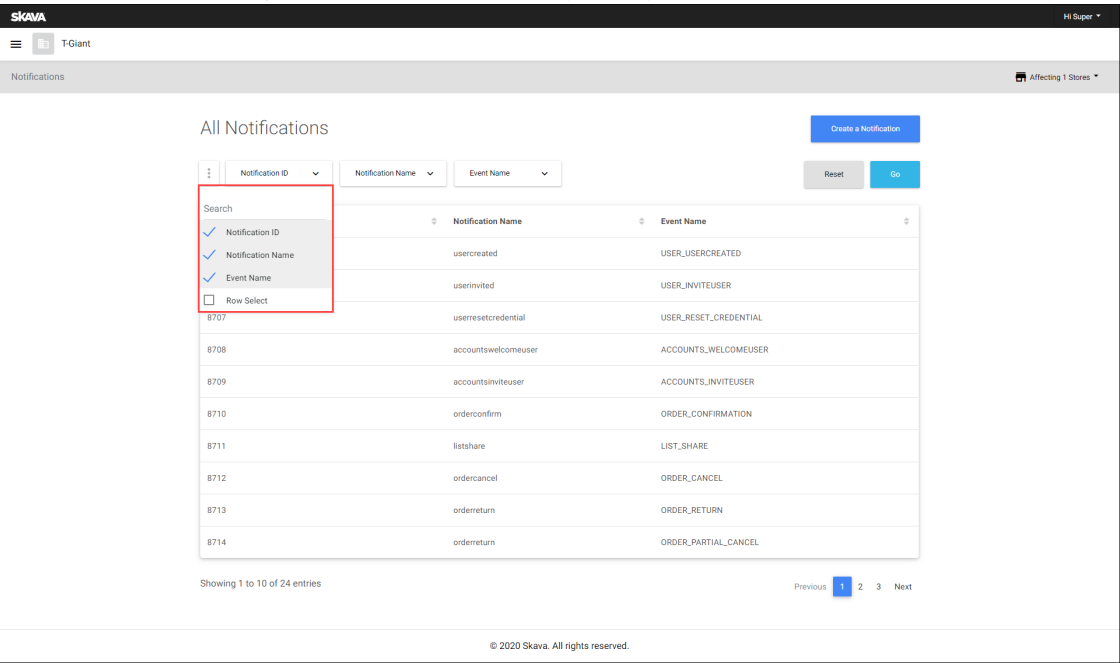 SKAVA Hi Super
T-Giant
Notifications Affecting 1 Stores
All Notifications Create a Notification
Notification ID Notification Name Event Name Reset Go
Search
Notification ID
Notification Name
Event Name
Row Select
Notification Name Event Name
usercreated USER_USERCREATED
userinvited USER_INVITEUSER
8707 userresetcredential USER_RESET_CREDENTIAL
8708 accountswelcomeuser ACCOUNTS_WELCOMEUSER
8709 accountsinviteuser ACCOUNTS_INVITEUSER
8710 orderconfirm ORDER_CONFIRMATION
8711 listshare LIST_SHARE
8712 ordercancel ORDER_CANCEL
8713 orderreturn ORDER_RETURN
8714 orderreturn ORDER_PARTIAL_CANCEL
Showing 1 to 10 of 24 entries Previous 1 2 3 Next
© 2020 Skava. All rights reserved.